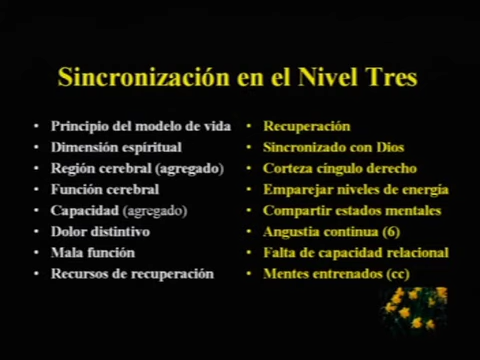 Sincronización en el Nivel Tres
• Principio del modelo de vida • Recuperación
• Dimensión espíritual • Sincronizado con Dios
• Región cerebral (agregado) • Corteza cíngulo derecho
• Función cerebral • Emparejar niveles de energía
• Capacidad (agregado) • Compartir estados mentales
• Dolor distintivo • Angustia continua (6)
• Mala función • Falta de capacidad relacional
• Recursos de recuperación • Mentes entrenados (cc)